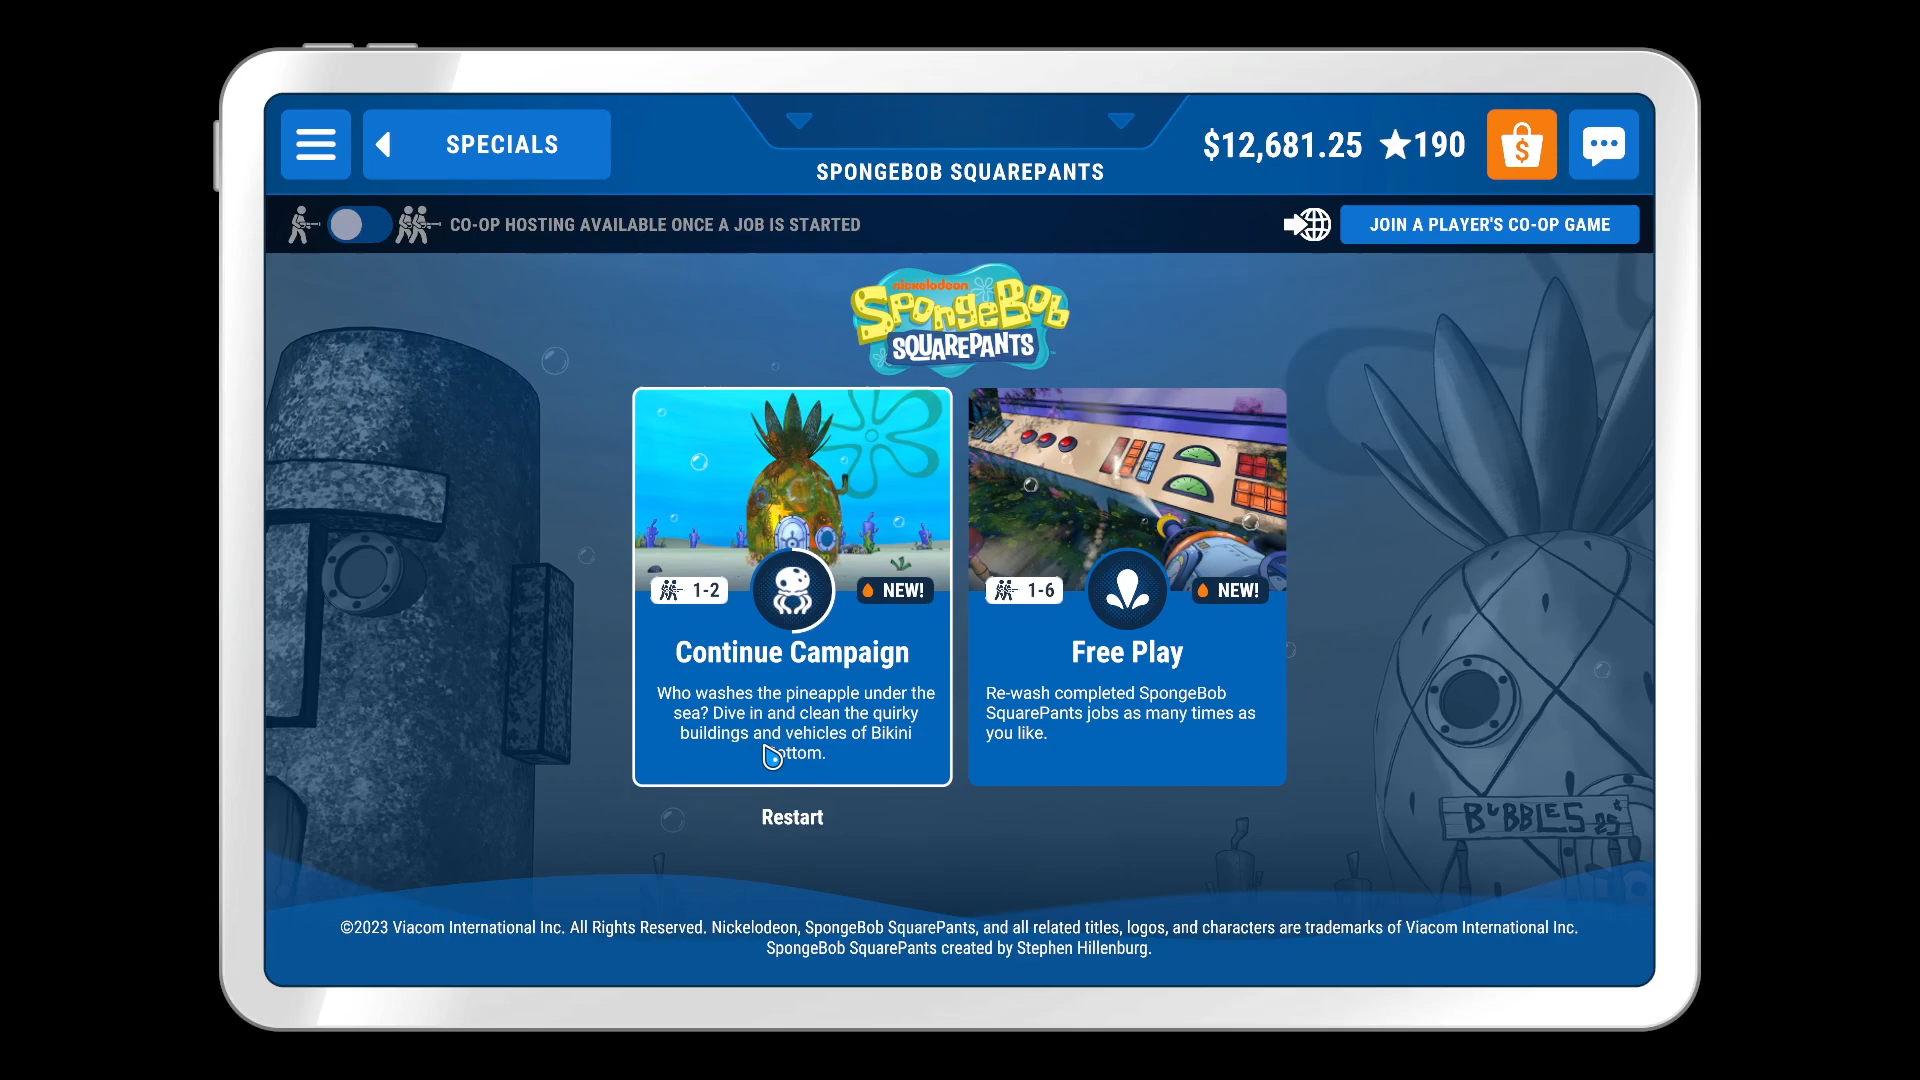 SPECIALS
SPONGEBOB SQUAREPANTS
$12,681.25 ★190
$
CO-OP HOSTING AVAILABLE ONCE A JOB IS STARTED
JOIN A PLAYER'S CO-OP GAME
nickelodeon
SPONGEBOB
SQUAREPANTS
1-2
NEW!
Continue Campaign
Who washes the pineapple under the
sea? Dive in and clean the quirky
buildings and vehicles of Bikini
ottom.
Restart
1-6
NEW!
Free Play
Re-wash completed SpongeBob
SquarePants jobs as many times as
you like.
BUBBLES 25¢
©2023 Viacom International Inc. All Rights Reserved. Nickelodeon, SpongeBob SquarePants, and all related titles, logos, and characters are trademarks of Viacom International Inc.
SpongeBob SquarePants created by Stephen Hillenburg.